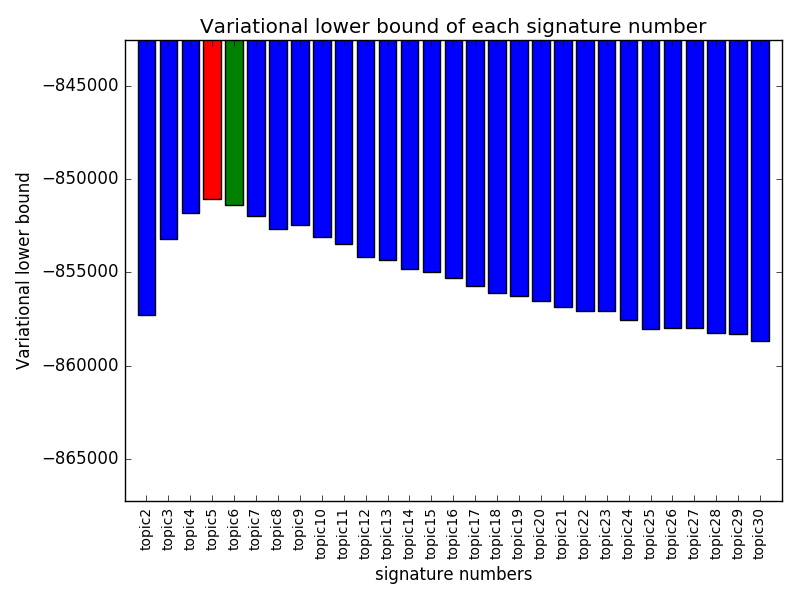 Variational lower bound of each signature number
−845000
−850000
−855000
−860000
−865000
Variational lower bound
topic2
topic3
topic4
topic5
topic6
topic7
topic8
topic9
topic10
topic11
topic12
topic13
topic14
topic15
topic16
topic17
topic18
topic19
topic20
topic21
topic22
topic23
topic24
topic25
topic26
topic27
topic28
topic29
topic30
signature numbers